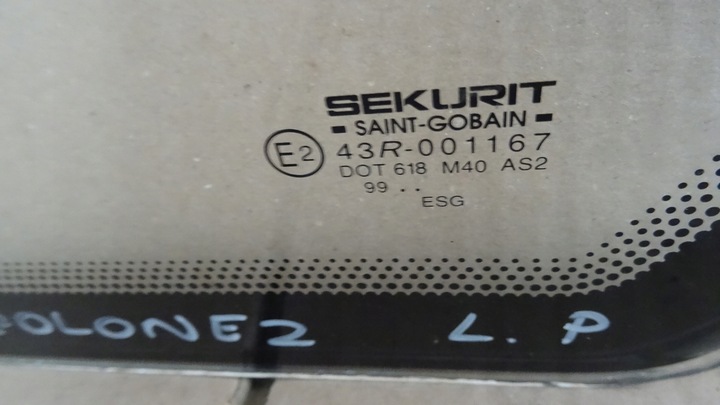 SEKURIT
SAINT-GOBAIN
E2 43R-001167
DOT 618 M40 AS2
99 . .
ESG
OLONEZ L. P